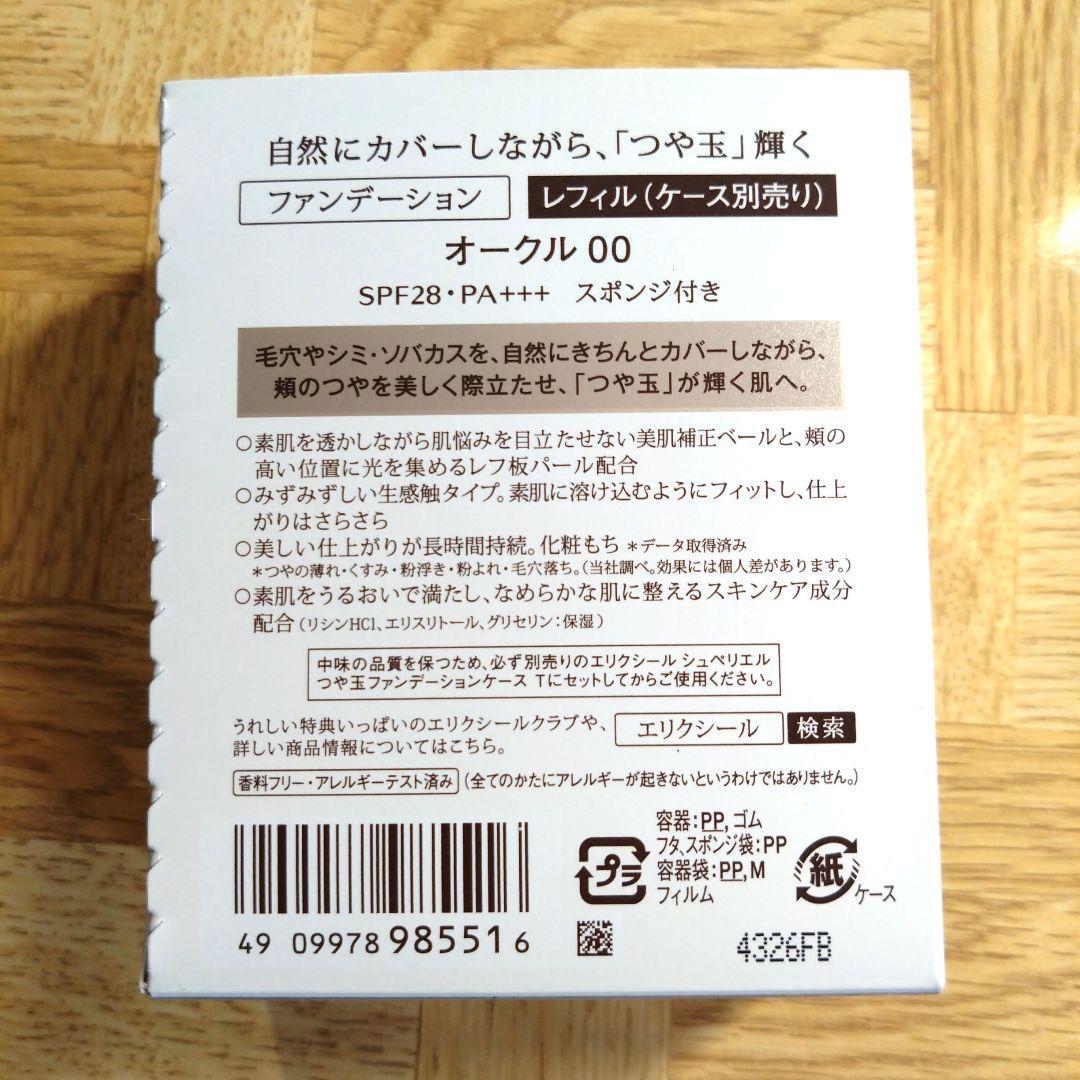 自然にカバーしながら、「つや玉」輝く
ファンデーション レフィル(ケース別売り)
オークル 00
SPF28・PA+++ スポンジ付き
毛穴やシミ・ソバカスを、自然にきちんとカバーしながら、
頬のつやを美しく際立たせ、「つや玉」が輝く肌へ。
○素肌を透かしながら肌悩みを目立たせない美肌補正ベールと、頬の
高い位置に光を集めるレフ板パール配合
○みずみずしい生感触タイプ。素肌に溶け込むようにフィットし、仕上
がりはさらさら
○美しい仕上がりが長時間持続。化粧もち *データ取得済み
*つやの薄れ・くすみ・粉浮き・粉よれ・毛穴落ち。(当社調べ。効果には個人差があります。)
○素肌をうるおいで満たし、なめらかな肌に整えるスキンケア成分
配合(リシンHCl、エリスリトール、グリセリン:保湿)
中味の品質を保つため、必ず別売りのエリクシール シュペリエル
つや玉ファンデーションケース Tにセットしてからご使用ください。
うれしい特典いっぱいのエリクシールクラブや、
詳しい商品情報についてはこちら。
エリクシール 検索
香料フリー・アレルギーテスト済み (全てのかたにアレルギーが起きないというわけではありません。)
プラ
容器:PP, ゴム
フタ、スポンジ袋:PP
容器袋:PP, M
フィルム
紙
ケース
49 09978 985516
4326FB